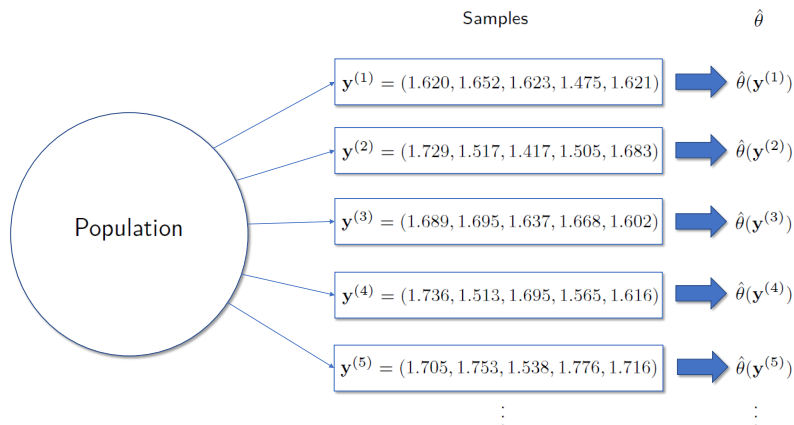 Samples θ̂
y⁽¹⁾ = (1.620, 1.652, 1.623, 1.475, 1.621) θ̂(y⁽¹⁾)
y⁽²⁾ = (1.729, 1.517, 1.417, 1.505, 1.683) θ̂(y⁽²⁾)
Population
y⁽³⁾ = (1.689, 1.695, 1.637, 1.668, 1.602) θ̂(y⁽³⁾)
y⁽⁴⁾ = (1.736, 1.513, 1.695, 1.565, 1.616) θ̂(y⁽⁴⁾)
y⁽⁵⁾ = (1.705, 1.753, 1.538, 1.776, 1.716) θ̂(y⁽⁵⁾)
⋮ ⋮